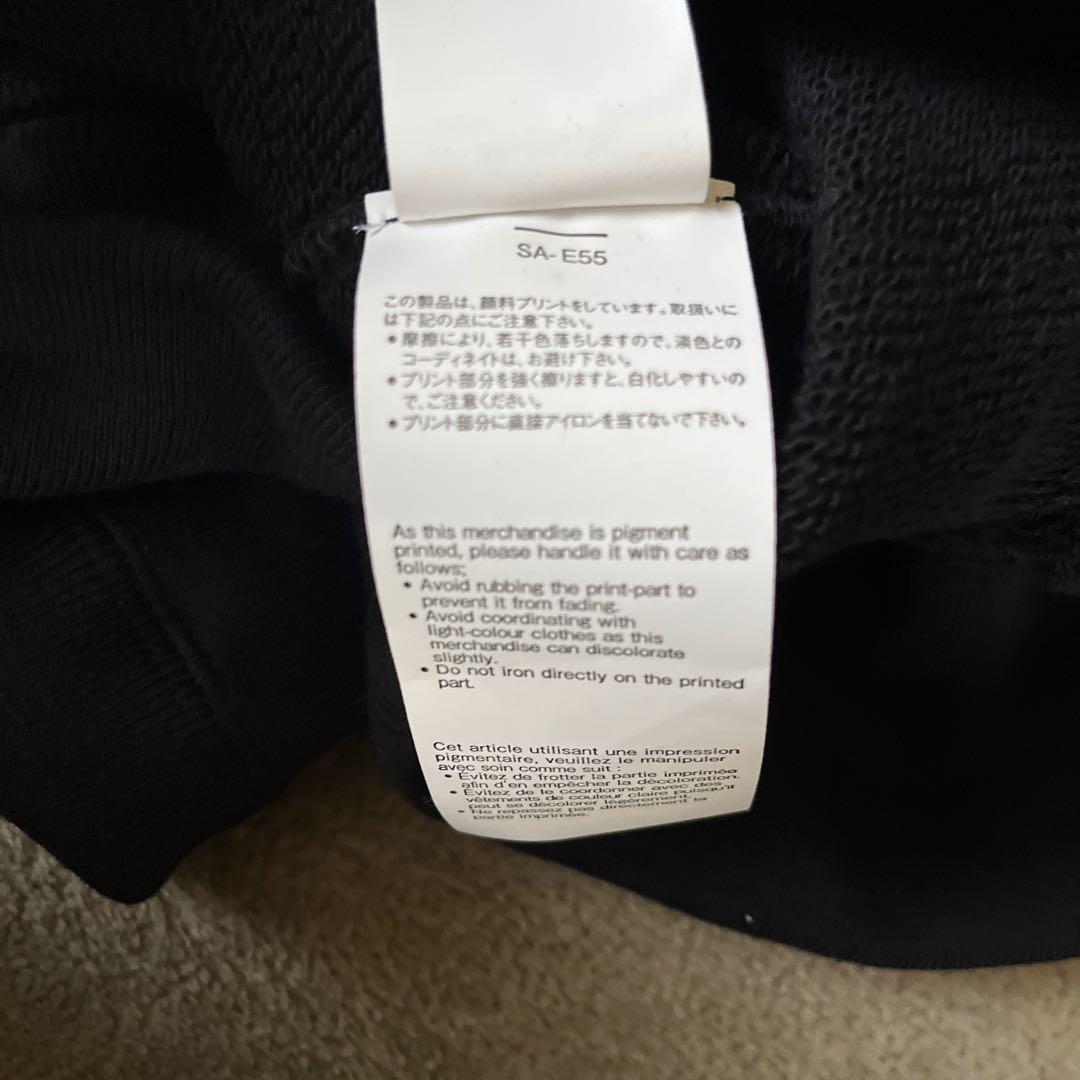 SA-E55
この製品は、顔料プリントをしています。取扱いに
は下記の点にご注意下さい。
●摩擦により、若干色落ちしますので、淡色との
コーディネイトは、お避け下さい。
●プリント部分を強く擦りますと、白化しやすいの
で、ご注意ください。
●プリント部分に直接アイロンを当てないで下さい。
As this merchandise is pigment
printed, please handle it with care as
follows;
• Avoid rubbing the print-part to
prevent it from fading.
• Avoid coordinating with
light-colour clothes as this
merchandise can discolorate
slightly.
• Do not iron directly on the printed
part.
Cet article utilisant une impression
pigmentaire, veuillez le manipuler
avec soin comme suit :
• Evitez de frotter la partie imprimée
afin d'en empêcher la décoloration.
• Evitez de le coordonner avec des
vêtements de couleur claire puisqu'il
peut se décolorer légèrement.
• Ne repassez pas directement la
partie imprimée.